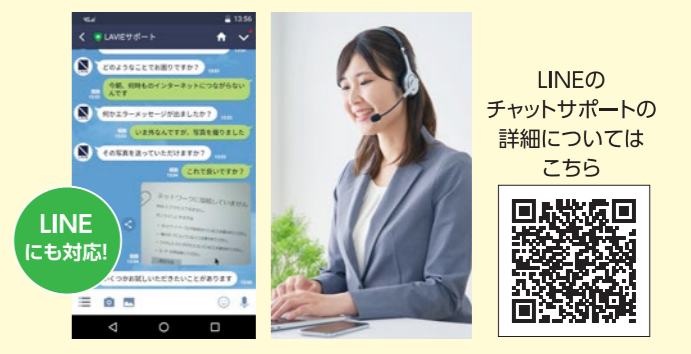 13:56
LAVIEサポート
どのようなことでお困りですか?
今朝、何時ものインターネットにつながらない
んです
何かエラーメッセージが出ましたか?
いま外なんですが、写真を撮りました
その写真を送っていただけますか?
これで良いですか?
ネットワークに接続していません
くつかお試しいただきたいことがあります
LINE
にも対応!
LINEの
チャットサポートの
詳細については
こちら